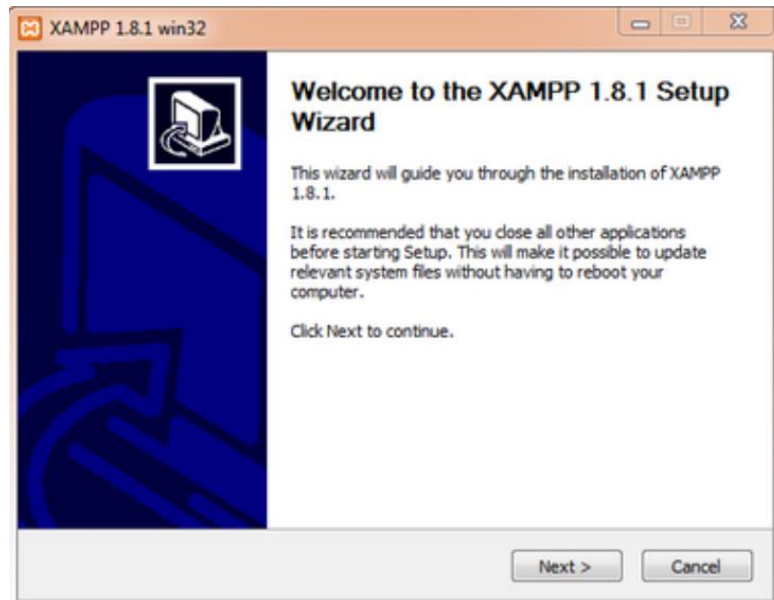 XAMPP 1.8.1 win32
Welcome to the XAMPP 1.8.1 Setup
Wizard
This wizard will guide you through the installation of XAMPP
1.8.1.
It is recommended that you close all other applications
before starting Setup. This will make it possible to update
relevant system files without having to reboot your
computer.
Click Next to continue.
Next >
Cancel